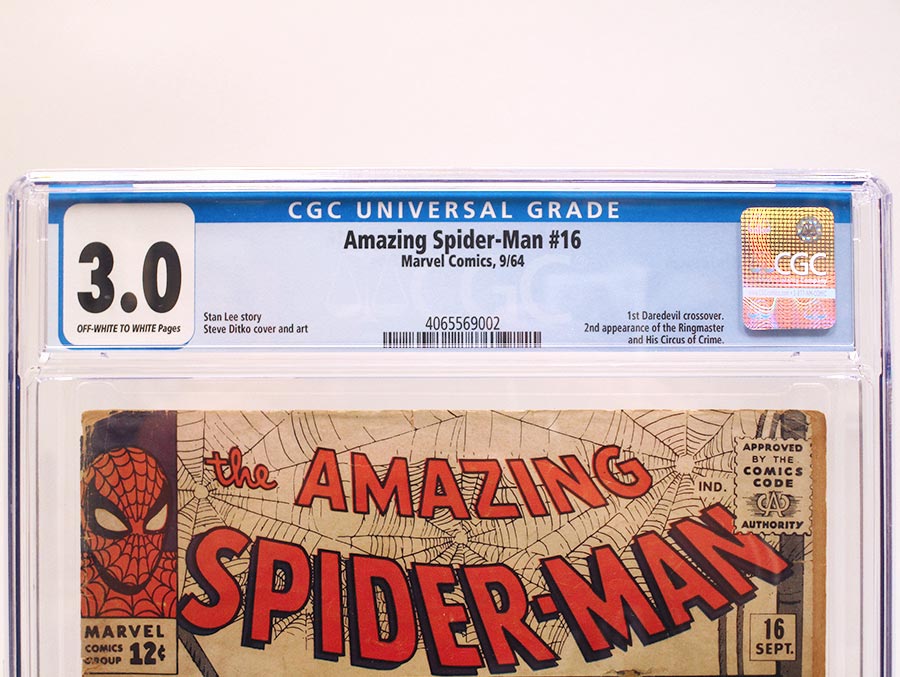 CGC UNIVERSAL GRADE
Amazing Spider-Man #16
Marvel Comics, 9/64
3.0
OFF-WHITE TO WHITE Pages
Stan Lee story
Steve Ditko cover and art
4065569002
1st Daredevil crossover.
2nd appearance of the Ringmaster
and His Circus of Crime.
CGC
the AMAZING
SPIDER-MAN
IND.
APPROVED
BY THE
COMICS
CODE
CA
AUTHORITY
MARVEL
COMICS
GROUP 12¢
16
SEPT.